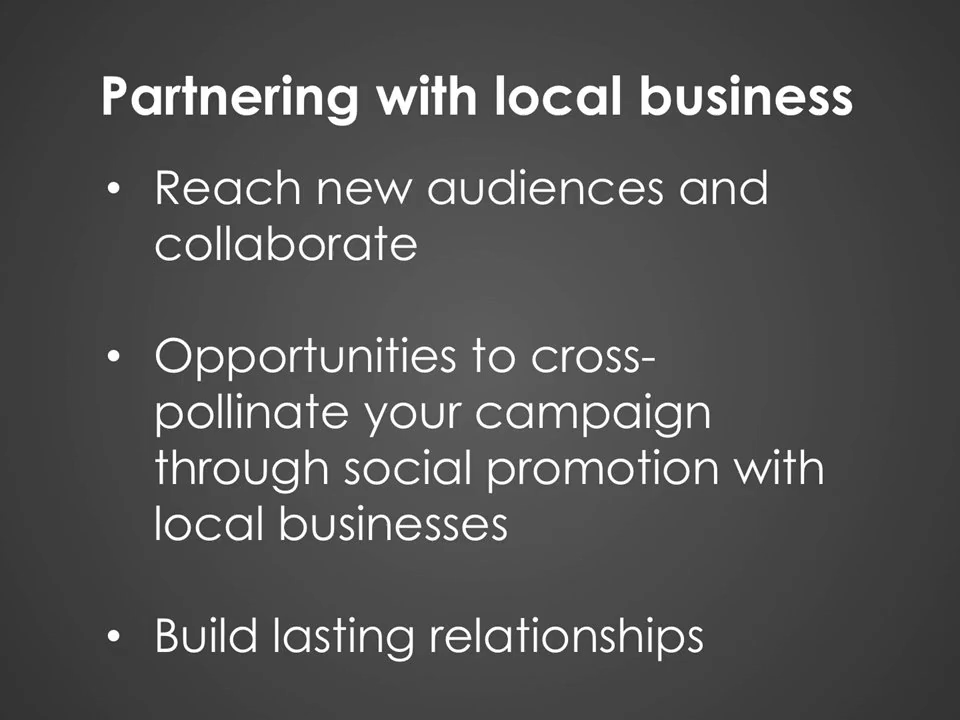 Partnering with local business
• Reach new audiences and
collaborate
• Opportunities to cross-
pollinate your campaign
through social promotion with
local businesses
• Build lasting relationships